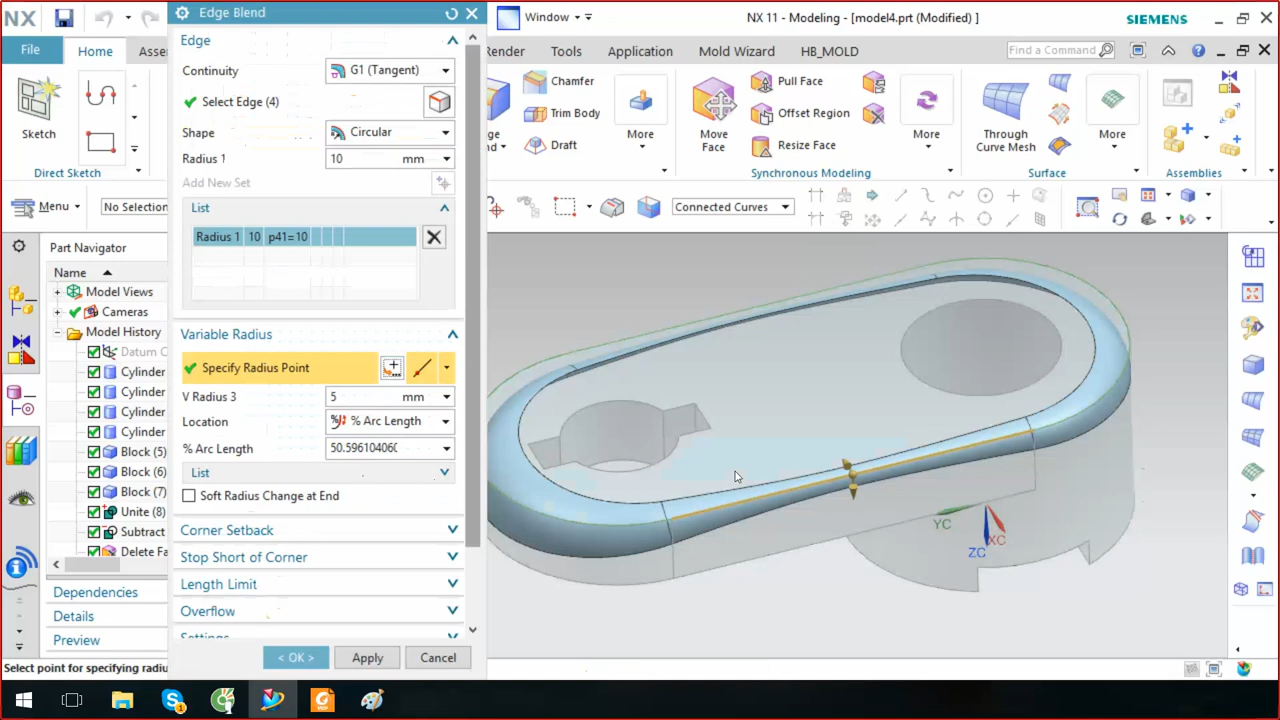 NX
Edge Blend
Window
NX 11 - Modeling - [model4.prt (Modified) ]
SIEMENS
File
Home
Asse
Render
Tools
Application
Mold Wizard
HB_MOLD
Find a Command
Edge
Continuity
G1 (Tangent)
Select Edge (4)
Shape
Circular
Radius 1
10
mm
Add New Set
List
Radius 1
10
p41=10
Variable Radius
Specify Radius Point
V Radius 3
5
mm
Location
% Arc Length
% Arc Length
50.59610406
List
Soft Radius Change at End
Corner Setback
Stop Short of Corner
Length Limit
Overflow
Settings
< OK >
Apply
Cancel
Sketch
Direct Sketch
Chamfer
Trim Body
Draft
More
Move Face
Pull Face
Offset Region
Resize Face
More
Synchronous Modeling
Through Curve Mesh
More
Surface
Assemblies
Menu
No Selection
Connected Curves
Part Navigator
Name
Model Views
Cameras
Model History
Datum C
Cylinder
Cylinder
Cylinder
Cylinder
Block (5)
Block (6)
Block (7)
Unite (8)
Subtract
Delete Fa
Dependencies
Details
Preview
YC
XC
ZC
Select point for specifying radiu